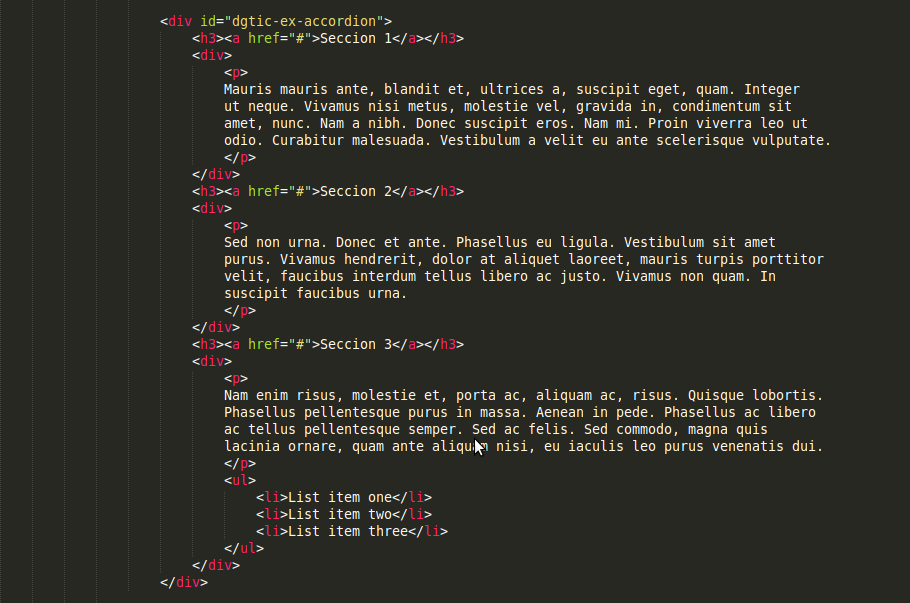 <div id="dgtic-ex-accordion">
<h3><a href="#">Seccion 1</a></h3>
<div>
<p>
Mauris mauris ante, blandit et, ultrices a, suscipit eget, quam. Integer
ut neque. Vivamus nisi metus, molestie vel, gravida in, condimentum sit
amet, nunc. Nam a nibh. Donec suscipit eros. Nam mi. Proin viverra leo ut
odio. Curabitur malesuada. Vestibulum a velit eu ante scelerisque vulputate.
</p>
</div>
<h3><a href="#">Seccion 2</a></h3>
<div>
<p>
Sed non urna. Donec et ante. Phasellus eu ligula. Vestibulum sit amet
purus. Vivamus hendrerit, dolor at aliquet laoreet, mauris turpis porttitor
velit, faucibus interdum tellus libero ac justo. Vivamus non quam. In
suscipit faucibus urna.
</p>
</div>
<h3><a href="#">Seccion 3</a></h3>
<div>
<p>
Nam enim risus, molestie et, porta ac, aliquam ac, risus. Quisque lobortis.
Phasellus pellentesque purus in massa. Aenean in pede. Phasellus ac libero
ac tellus pellentesque semper. Sed ac felis. Sed commodo, magna quis
lacinia ornare, quam ante aliquam nisi, eu iaculis leo purus venenatis dui.
</p>
<ul>
<li>List item one</li>
<li>List item two</li>
<li>List item three</li>
</ul>
</div>
</div>